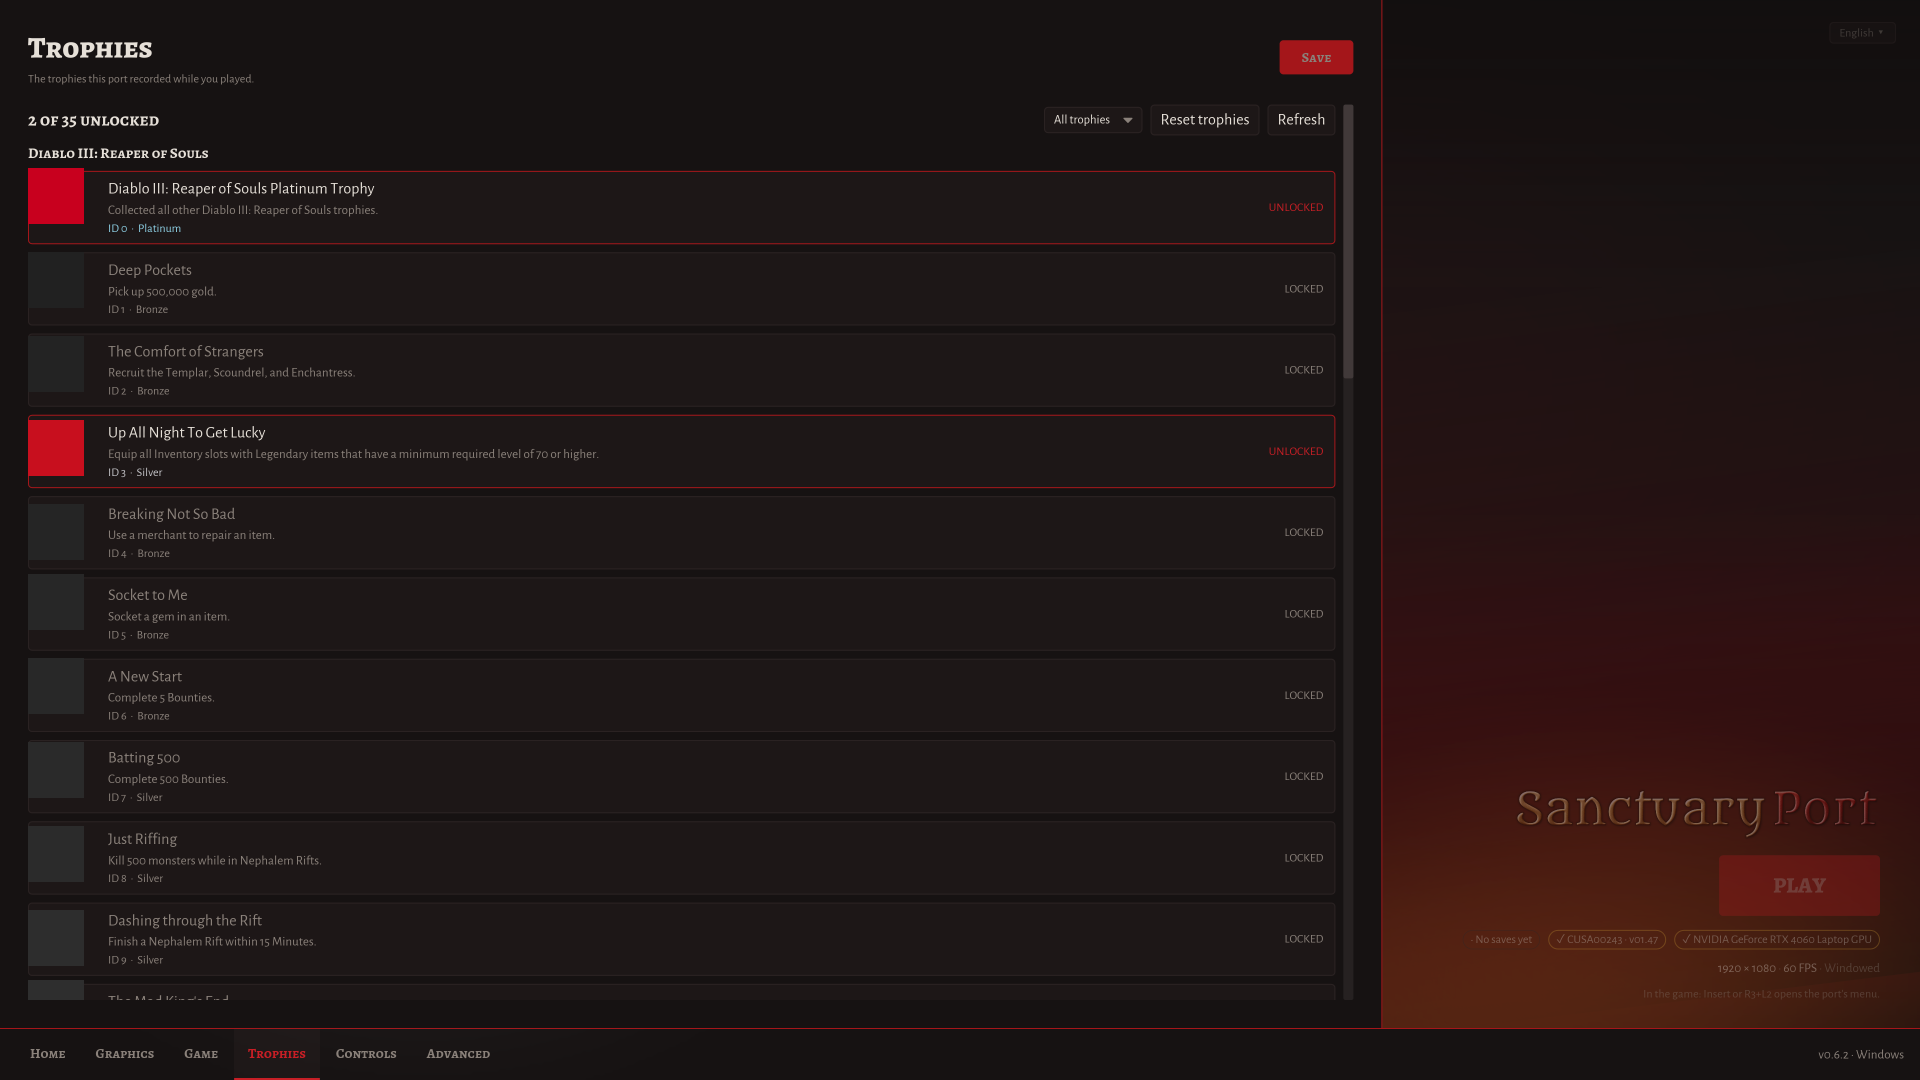 Trophies
The trophies this port recorded while you played.
Save
English ▾
2 OF 35 UNLOCKED
All trophies
Reset trophies
Refresh
Diablo III: Reaper of Souls
Diablo III: Reaper of Souls Platinum Trophy
Collected all other Diablo III: Reaper of Souls trophies.
ID 0 · Platinum
UNLOCKED
Deep Pockets
Pick up 500,000 gold.
ID 1 · Bronze
LOCKED
The Comfort of Strangers
Recruit the Templar, Scoundrel, and Enchantress.
ID 2 · Bronze
LOCKED
Up All Night To Get Lucky
Equip all Inventory slots with Legendary items that have a minimum required level of 70 or higher.
ID 3 · Silver
UNLOCKED
Breaking Not So Bad
Use a merchant to repair an item.
ID 4 · Bronze
LOCKED
Socket to Me
Socket a gem in an item.
ID 5 · Bronze
LOCKED
A New Start
Complete 5 Bounties.
ID 6 · Bronze
LOCKED
Batting 500
Complete 500 Bounties.
ID 7 · Silver
LOCKED
Just Riffing
Kill 500 monsters while in Nephalem Rifts.
ID 8 · Silver
LOCKED
Dashing through the Rift
Finish a Nephalem Rift within 15 Minutes.
ID 9 · Silver
LOCKED
The Mad King's End
Sanctuary Port
PLAY
· No saves yet
✓ CUSA00243 · v01.47
✓ NVIDIA GeForce RTX 4060 Laptop GPU
1920 × 1080 · 60 FPS · Windowed
In the game: Insert or R3+L2 opens the port's menu.
Home
Graphics
Game
Trophies
Controls
Advanced
v0.6.2 · Windows